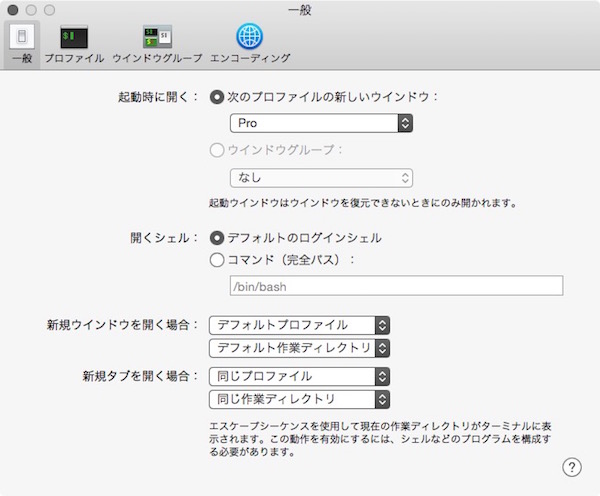 一般
一般 プロファイル ウインドウグループ エンコーディング
起動時に開く： 次のプロファイルの新しいウインドウ：
Pro
ウインドウグループ：
なし
起動ウインドウはウインドウを復元できないときにのみ開かれます。
開くシェル： デフォルトのログインシェル
コマンド（完全パス）：
/bin/bash
新規ウインドウを開く場合： デフォルトプロファイル
デフォルト作業ディレクトリ
新規タブを開く場合： 同じプロファイル
同じ作業ディレクトリ
エスケープシーケンスを使用して現在の作業ディレクトリがターミナルに表
示されます。この動作を有効にするには、シェルなどのプログラムを構成す
る必要があります。
?